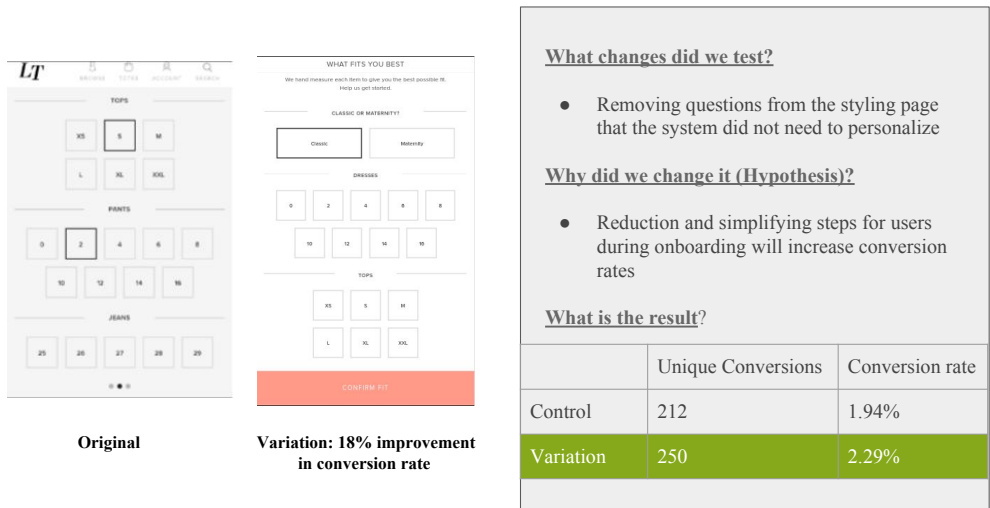 LT
BROWSE TOTES ACCOUNT SEARCH
TOPS
XS S M
L XL XXL
PANTS
0 2 4 6 8
10 12 14 16
JEANS
25 26 27 28 29
Original
WHAT FITS YOU BEST
We hand measure each item to give you the best possible fit.
Help us get started.
CLASSIC OR MATERNITY?
Classic Maternity
DRESSES
0 2 4 6 8
10 12 14 16
TOPS
XS S M
L XL XXL
CONFIRM FIT
Variation: 18% improvement
in conversion rate
What changes did we test?
● Removing questions from the styling page
that the system did not need to personalize
Why did we change it (Hypothesis)?
● Reduction and simplifying steps for users
during onboarding will increase conversion
rates
What is the result?
Unique Conversions Conversion rate
Control 212 1.94%
Variation 250 2.29%